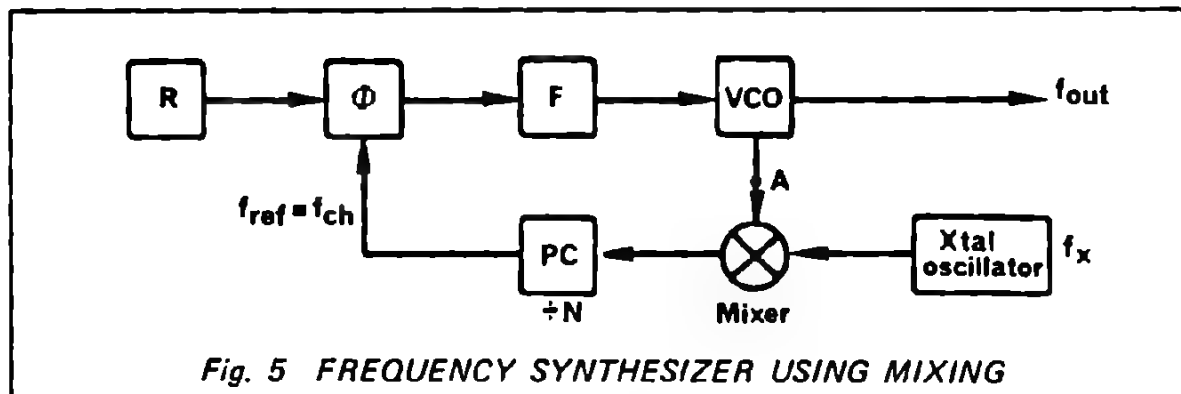 R
Φ
F
VCO
f_out
A
f_ref = f_ch
PC
÷N
Mixer
Xtal
oscillator
f_x
Fig. 5 FREQUENCY SYNTHESIZER USING MIXING